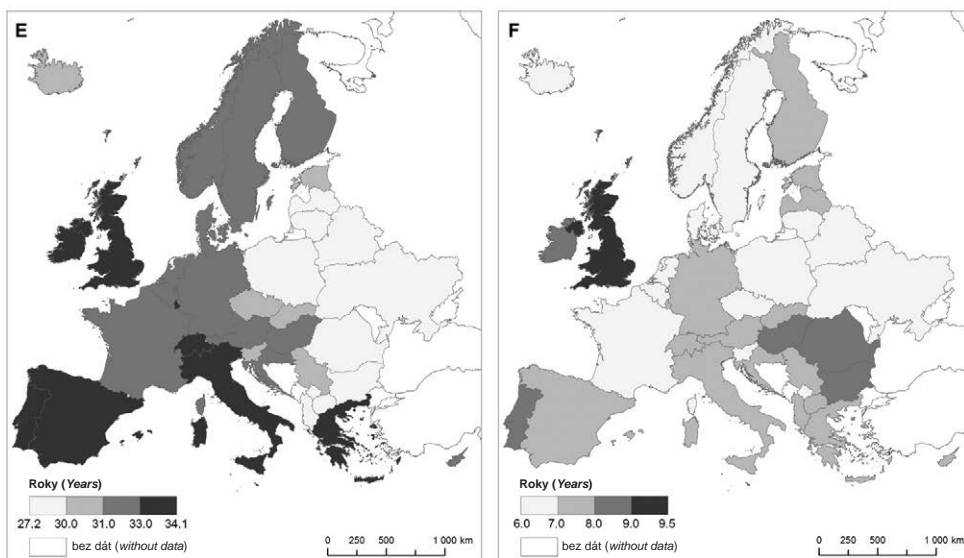 E
Roky (Years)
27.2 30.0 31.0 33.0 34.1
bez dát (without data)
0 250 500 1 000 km
F
Roky (Years)
6.0 7.0 8.0 9.0 9.5
bez dát (without data)
0 250 500 1 000 km